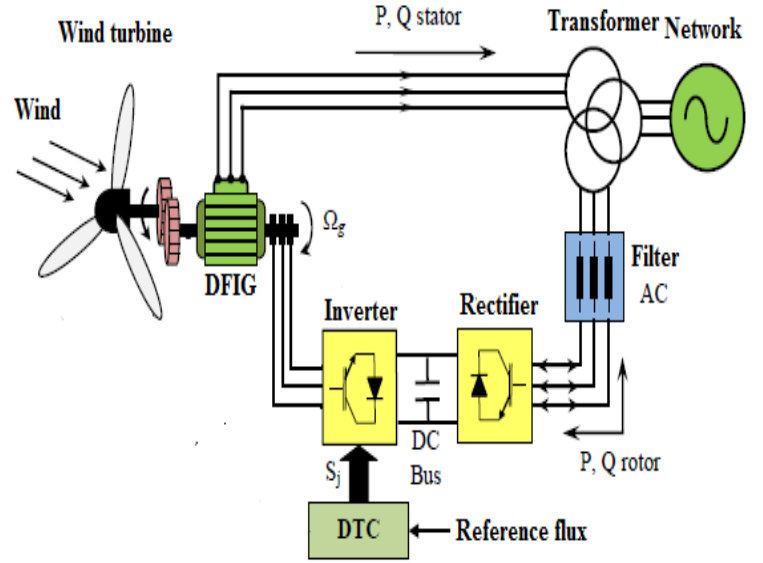 P, Q stator
Transformer Network
Wind turbine
Wind
Ωg
DFIG
Filter
AC
Inverter
Rectifier
DC
Bus
P, Q rotor
Sj
DTC
Reference flux